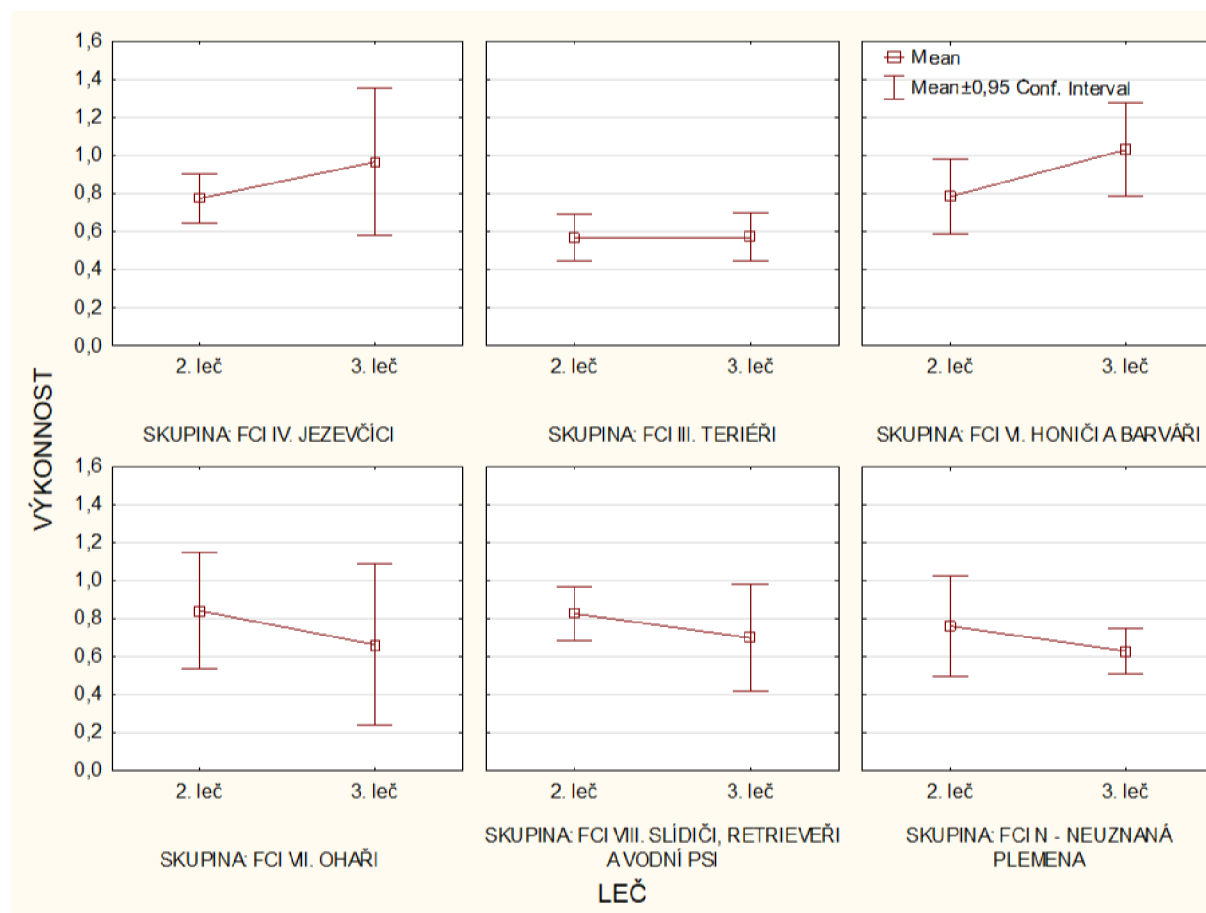 1,6
1,4
1,2
1,0
0,8
0,6
0,4
0,2
0,0
2. leč 3. leč
SKUPINA: FCI IV. JEZEVČÍCI
2. leč 3. leč
SKUPINA: FCI III. TERIÉŘI
Mean
Mean±0,95 Conf. Interval
2. leč 3. leč
SKUPINA: FCI VI. HONIČI A BARVÁŘI
VÝKONNOST
1,6
1,4
1,2
1,0
0,8
0,6
0,4
0,2
0,0
2. leč 3. leč
SKUPINA: FCI VII. OHAŘI
2. leč 3. leč
SKUPINA: FCI VIII. SLÍDIČI, RETRIEVEŘI
A VODNÍ PSI
2. leč 3. leč
SKUPINA: FCI N - NEUZNANÁ
PLEMENA
LEČ